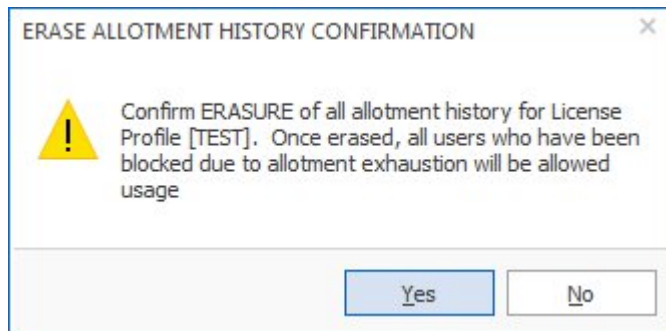 ERASE ALLOTMENT HISTORY CONFIRMATION
Confirm ERASURE of all allotment history for License
Profile [TEST].  Once erased, all users who have been
blocked due to allotment exhaustion will be allowed
usage
Yes
No